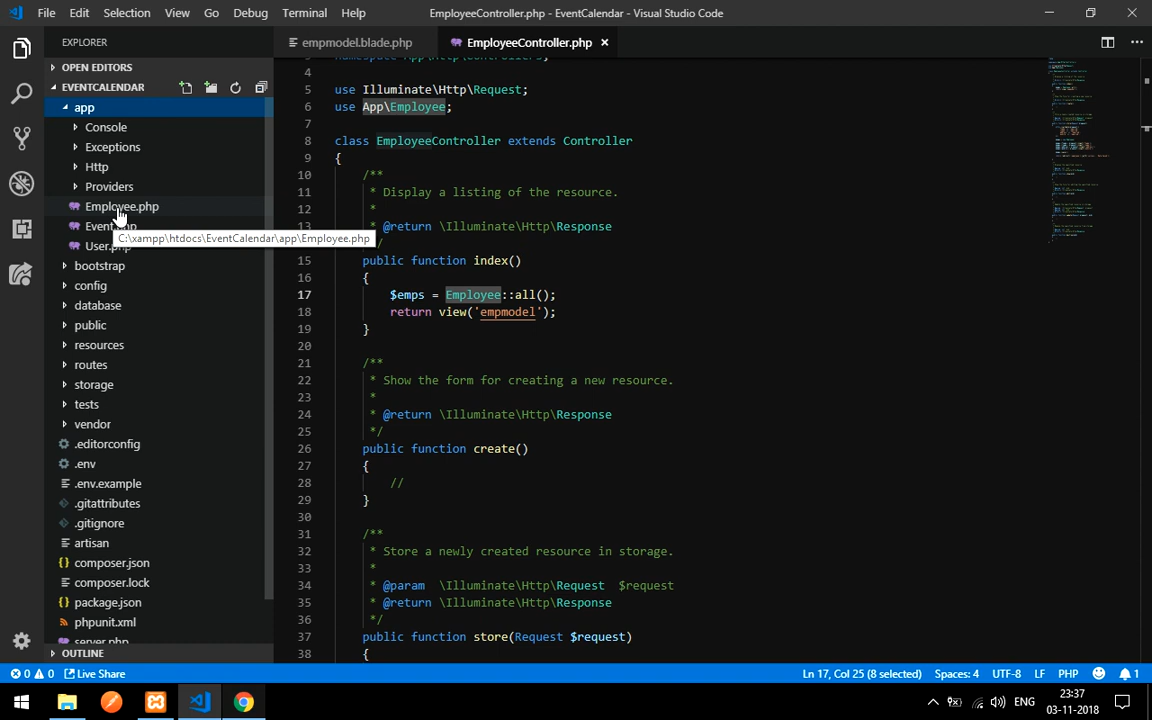 File Edit Selection View Go Debug Terminal Help
EmployeeController.php - EventCalendar - Visual Studio Code
EXPLORER
empmodel.blade.php
EmployeeController.php
OPEN EDITORS
EVENTCALENDAR
app
Console
Exceptions
Http
Providers
Employee.php
C:\xampp\htdocs\EventCalendar\app\Employee.php
bootstrap
config
database
public
resources
routes
storage
tests
vendor
.editorconfig
.env
.env.example
.gitattributes
.gitignore
artisan
composer.json
composer.lock
package.json
phpunit.xml
server.php
OUTLINE
4
5 use Illuminate\Http\Request;
6 use App\Employee;
7
8 class EmployeeController extends Controller
9 {
10 /**
11 * Display a listing of the resource.
12 *
13 * @return \Illuminate\Http\Response
*/
15 public function index()
16 {
17 $emps = Employee::all();
18 return view('empmodel');
19 }
20
21 /**
22 * Show the form for creating a new resource.
23 *
24 * @return \Illuminate\Http\Response
25 */
26 public function create()
27 {
28 //
29 }
30
31 /**
32 * Store a newly created resource in storage.
33 *
34 * @param \Illuminate\Http\Request $request
35 * @return \Illuminate\Http\Response
36 */
37 public function store(Request $request)
38 {
0 0 Live Share
Ln 17, Col 25 (8 selected) Spaces: 4 UTF-8 LF PHP 1
ENG
23:37
03-11-2018